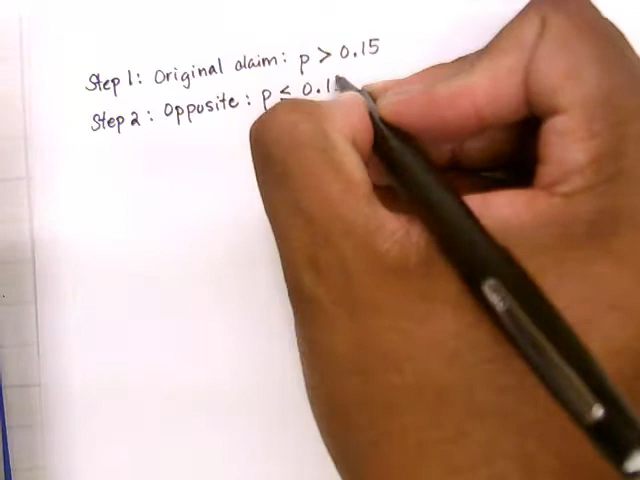 Step 1: Original claim: p > 0.15
Step 2: Opposite: p ≤ 0.1